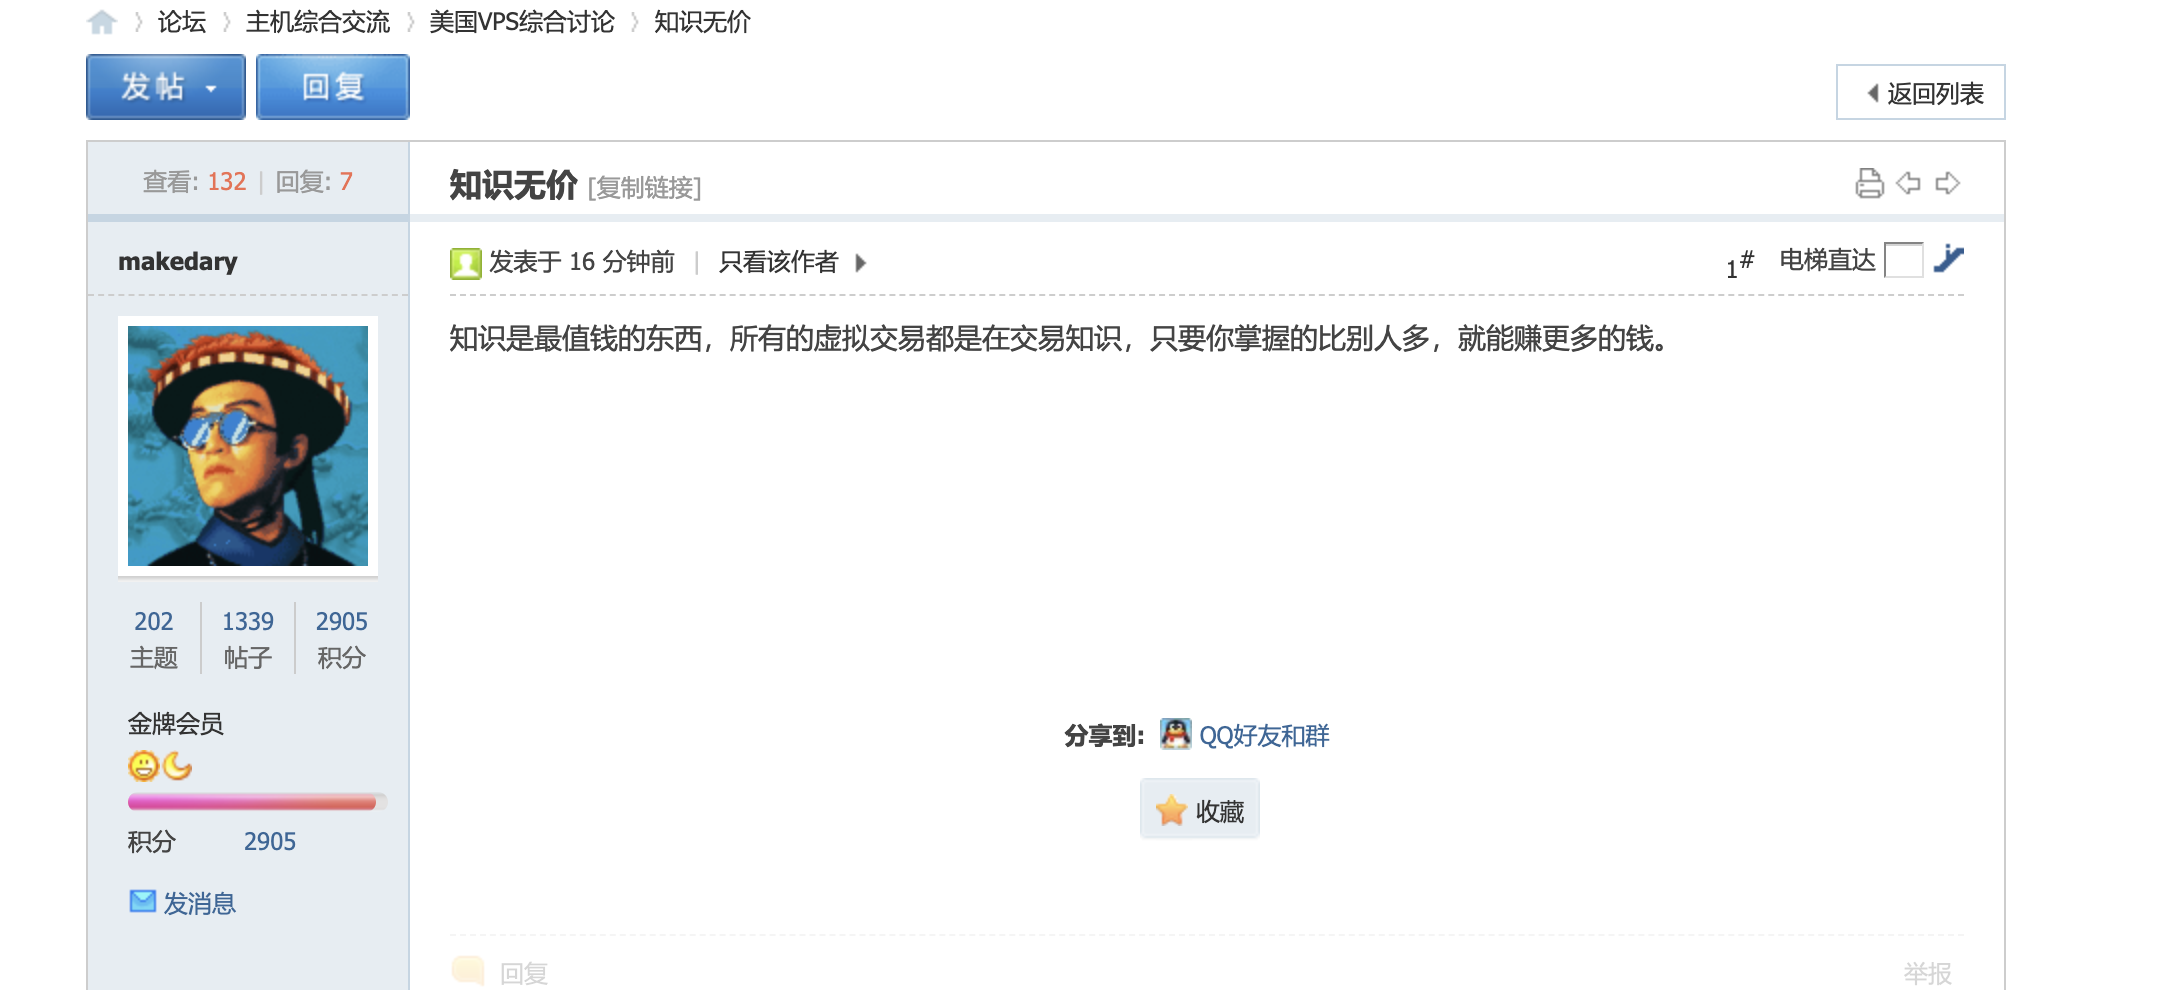 论坛 〉 主机综合交流 〉 美国VPS综合讨论 〉 知识无价
发帖 回复
返回列表
查看: 132 | 回复: 7
知识无价 [复制链接]
makedary
发表于 16 分钟前 | 只看该作者
1# 电梯直达
知识是最值钱的东西，所有的虚拟交易都是在交易知识，只要你掌握的比别人多，就能赚更多的钱。
202 1339 2905
主题 帖子 积分
金牌会员
积分 2905
发消息
分享到: QQ好友和群
收藏
回复 举报